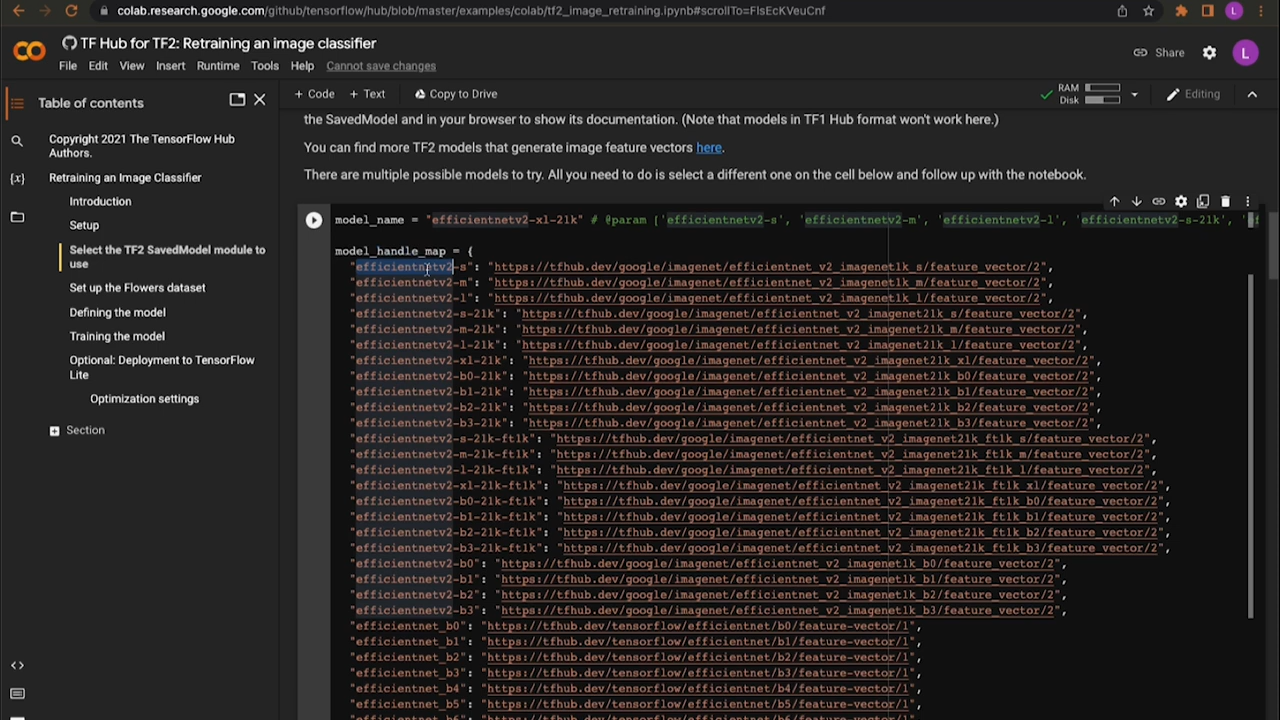 colab.research.google.com/github/tensorflow/hub/blob/master/examples/colab/tf2_image_retraining.ipynb#scrollTo=FlsEcKVeuCnf
L
TF Hub for TF2: Retraining an image classifier
File Edit View Insert Runtime Tools Help Cannot save changes
Share
L
Table of contents
Copyright 2021 The TensorFlow Hub
Authors.
Retraining an Image Classifier
Introduction
Setup
Select the TF2 SavedModel module to
use
Set up the Flowers dataset
Defining the model
Training the model
Optional: Deployment to TensorFlow
Lite
Optimization settings
Section
+ Code + Text Copy to Drive
RAM
Disk
Editing
the SavedModel and in your browser to show its documentation. (Note that models in TF1 Hub format won't work here.)
You can find more TF2 models that generate image feature vectors here.
There are multiple possible models to try. All you need to do is select a different one on the cell below and follow up with the notebook.
model_name = "efficientnetv2-xl-21k" # @param ['efficientnetv2-s', 'efficientnetv2-m', 'efficientnetv2-l', 'efficientnetv2-s-21k',
model_handle_map = {
"efficientnetv2-s": "https://tfhub.dev/google/imagenet/efficientnet_v2_imagenet1k_s/feature_vector/2",
"efficientnetv2-m": "https://tfhub.dev/google/imagenet/efficientnet_v2_imagenet1k_m/feature_vector/2",
"efficientnetv2-l": "https://tfhub.dev/google/imagenet/efficientnet_v2_imagenet1k_l/feature_vector/2",
"efficientnetv2-s-21k": "https://tfhub.dev/google/imagenet/efficientnet_v2_imagenet21k_s/feature_vector/2",
"efficientnetv2-m-21k": "https://tfhub.dev/google/imagenet/efficientnet_v2_imagenet21k_m/feature_vector/2",
"efficientnetv2-l-21k": "https://tfhub.dev/google/imagenet/efficientnet_v2_imagenet21k_l/feature_vector/2",
"efficientnetv2-xl-21k": "https://tfhub.dev/google/imagenet/efficientnet_v2_imagenet21k_xl/feature_vector/2",
"efficientnetv2-b0-21k": "https://tfhub.dev/google/imagenet/efficientnet_v2_imagenet21k_b0/feature_vector/2",
"efficientnetv2-b1-21k": "https://tfhub.dev/google/imagenet/efficientnet_v2_imagenet21k_b1/feature_vector/2",
"efficientnetv2-b2-21k": "https://tfhub.dev/google/imagenet/efficientnet_v2_imagenet21k_b2/feature_vector/2",
"efficientnetv2-b3-21k": "https://tfhub.dev/google/imagenet/efficientnet_v2_imagenet21k_b3/feature_vector/2",
"efficientnetv2-s-21k-ft1k": "https://tfhub.dev/google/imagenet/efficientnet_v2_imagenet21k_ft1k_s/feature_vector/2",
"efficientnetv2-m-21k-ft1k": "https://tfhub.dev/google/imagenet/efficientnet_v2_imagenet21k_ft1k_m/feature_vector/2",
"efficientnetv2-l-21k-ft1k": "https://tfhub.dev/google/imagenet/efficientnet_v2_imagenet21k_ft1k_l/feature_vector/2",
"efficientnetv2-xl-21k-ft1k": "https://tfhub.dev/google/imagenet/efficientnet_v2_imagenet21k_ft1k_xl/feature_vector/2",
"efficientnetv2-b0-21k-ft1k": "https://tfhub.dev/google/imagenet/efficientnet_v2_imagenet21k_ft1k_b0/feature_vector/2",
"efficientnetv2-b1-21k-ft1k": "https://tfhub.dev/google/imagenet/efficientnet_v2_imagenet21k_ft1k_b1/feature_vector/2",
"efficientnetv2-b2-21k-ft1k": "https://tfhub.dev/google/imagenet/efficientnet_v2_imagenet21k_ft1k_b2/feature_vector/2",
"efficientnetv2-b3-21k-ft1k": "https://tfhub.dev/google/imagenet/efficientnet_v2_imagenet21k_ft1k_b3/feature_vector/2",
"efficientnetv2-b0": "https://tfhub.dev/google/imagenet/efficientnet_v2_imagenet1k_b0/feature_vector/2",
"efficientnetv2-b1": "https://tfhub.dev/google/imagenet/efficientnet_v2_imagenet1k_b1/feature_vector/2",
"efficientnetv2-b2": "https://tfhub.dev/google/imagenet/efficientnet_v2_imagenet1k_b2/feature_vector/2",
"efficientnetv2-b3": "https://tfhub.dev/google/imagenet/efficientnet_v2_imagenet1k_b3/feature_vector/2",
"efficientnet_b0": "https://tfhub.dev/tensorflow/efficientnet/b0/feature-vector/1",
"efficientnet_b1": "https://tfhub.dev/tensorflow/efficientnet/b1/feature-vector/1",
"efficientnet_b2": "https://tfhub.dev/tensorflow/efficientnet/b2/feature-vector/1",
"efficientnet_b3": "https://tfhub.dev/tensorflow/efficientnet/b3/feature-vector/1",
"efficientnet_b4": "https://tfhub.dev/tensorflow/efficientnet/b4/feature-vector/1",
"efficientnet_b5": "https://tfhub.dev/tensorflow/efficientnet/b5/feature-vector/1",